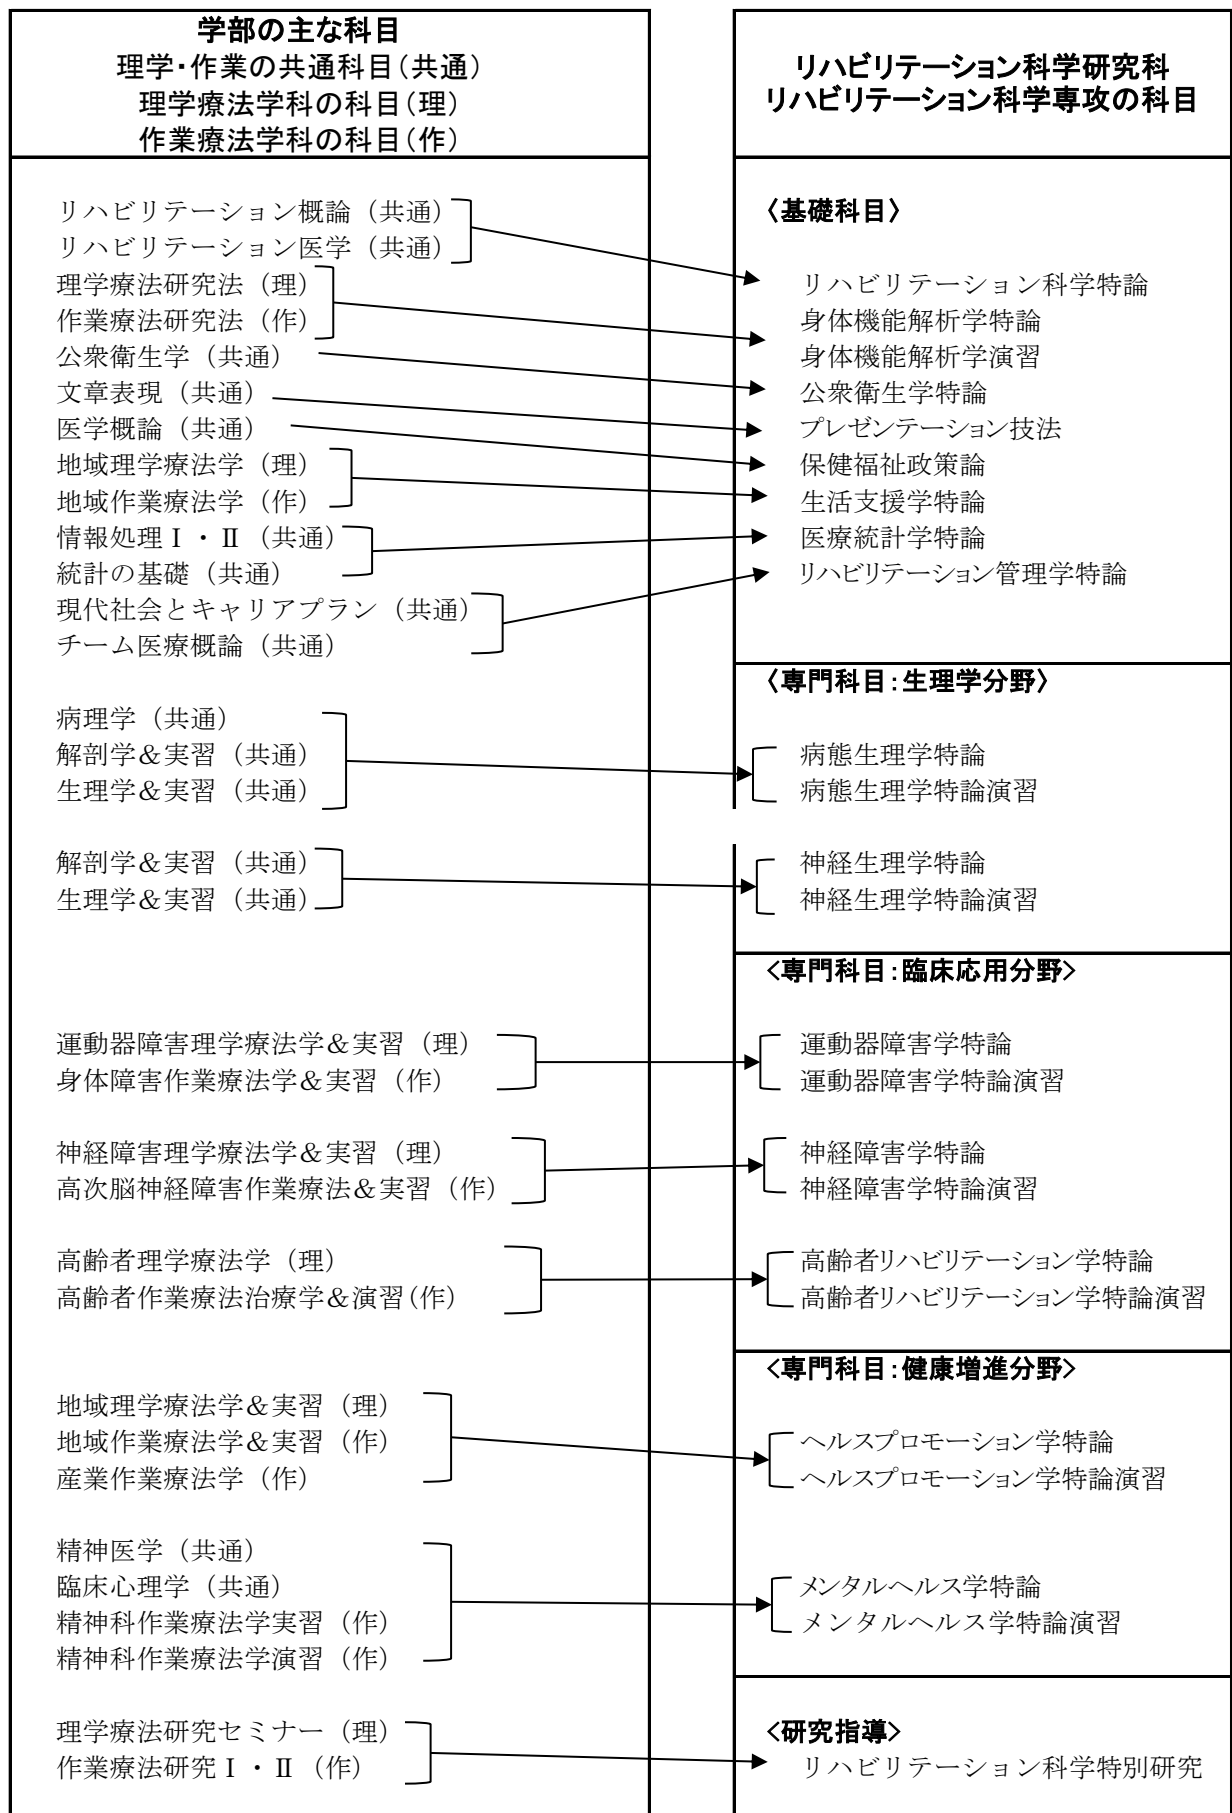 学部の主な科目
理学・作業の共通科目(共通)
理学療法学科の科目(理)
作業療法学科の科目(作)
リハビリテーション科学研究科
リハビリテーション科学専攻の科目
リハビリテーション概論(共通)
リハビリテーション医学(共通)
理学療法研究法(理)
作業療法研究法(作)
公衆衛生学(共通)
文章表現(共通)
医学概論(共通)
地域理学療法学(理)
地域作業療法学(作)
情報処理Ⅰ・Ⅱ(共通)
統計の基礎(共通)
現代社会とキャリアプラン(共通)
チーム医療概論(共通)
〈基礎科目〉
リハビリテーション科学特論
身体機能解析学特論
身体機能解析学演習
公衆衛生学特論
プレゼンテーション技法
保健福祉政策論
生活支援学特論
医療統計学特論
リハビリテーション管理学特論
病理学(共通)
解剖学&実習(共通)
生理学&実習(共通)
解剖学&実習(共通)
生理学&実習(共通)
〈専門科目:生理学分野〉
病態生理学特論
病態生理学特論演習
神経生理学特論
神経生理学特論演習
運動器障害理学療法学&実習(理)
身体障害作業療法学&実習(作)
神経障害理学療法学&実習(理)
高次脳神経障害作業療法&実習(作)
高齢者理学療法学(理)
高齢者作業療法治療学&演習(作)
<専門科目:臨床応用分野>
運動器障害学特論
運動器障害学特論演習
神経障害学特論
神経障害学特論演習
高齢者リハビリテーション学特論
高齢者リハビリテーション学特論演習
地域理学療法学&実習(理)
地域作業療法学&実習(作)
産業作業療法学(作)
精神医学(共通)
臨床心理学(共通)
精神科作業療法学実習(作)
精神科作業療法学演習(作)
<専門科目:健康増進分野>
ヘルスプロモーション学特論
ヘルスプロモーション学特論演習
メンタルヘルス学特論
メンタルヘルス学特論演習
理学療法研究セミナー(理)
作業療法研究Ⅰ・Ⅱ(作)
<研究指導>
リハビリテーション科学特別研究